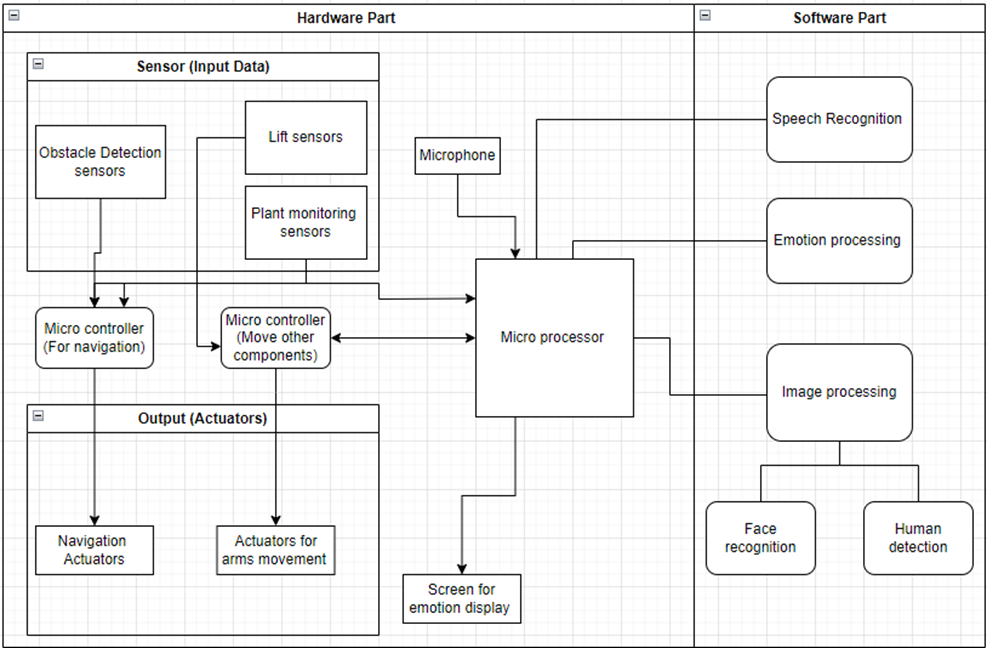 Hardware Part
Software Part
Sensor (Input Data)
Obstacle Detection
sensors
Lift sensors
Plant monitoring
sensors
Microphone
Speech Recognition
Emotion processing
Micro controller
(For navigation)
Micro controller
(Move other
components)
Micro processor
Image processing
Output (Actuators)
Navigation
Actuators
Actuators for
arms movement
Screen for
emotion display
Face
recognition
Human
detection